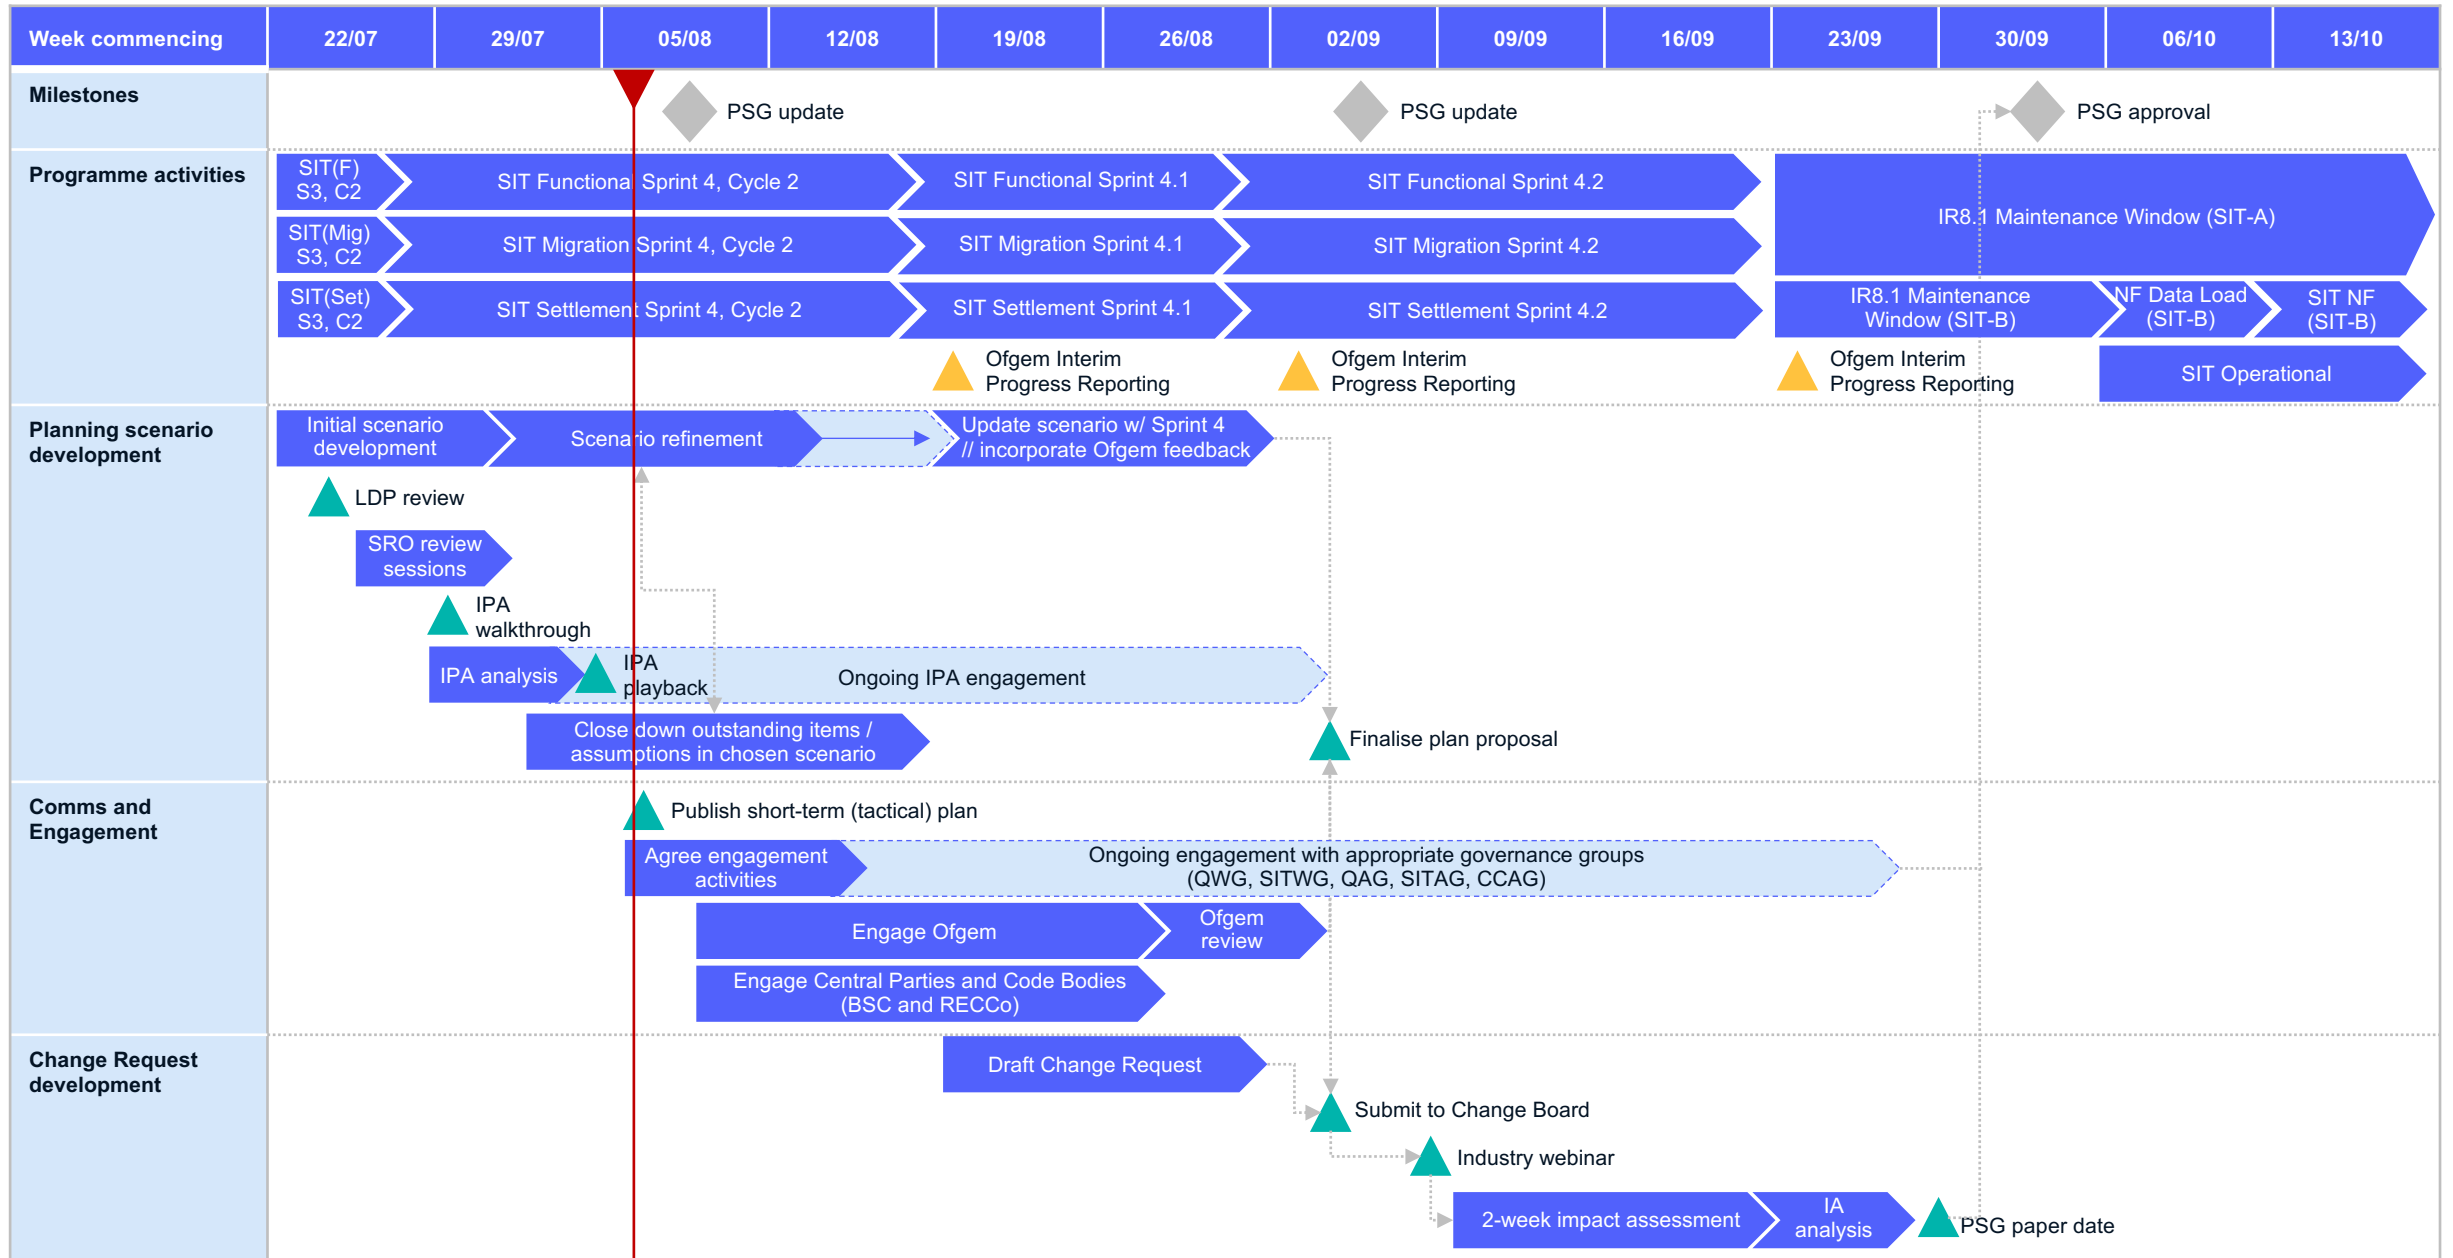 Week commencing
22/07
29/07
05/08
12/08
19/08
26/08
02/09
09/09
16/09
23/09
30/09
06/10
13/10
Milestones
PSG update
PSG update
PSG approval
Programme activities
SIT(F)
S3, C2
SIT Functional Sprint 4, Cycle 2
SIT Functional Sprint 4.1
SIT Functional Sprint 4.2
IR8.1 Maintenance Window (SIT-A)
SIT(Mig)
S3, C2
SIT Migration Sprint 4, Cycle 2
SIT Migration Sprint 4.1
SIT Migration Sprint 4.2
SIT(Set)
S3, C2
SIT Settlement Sprint 4, Cycle 2
SIT Settlement Sprint 4.1
SIT Settlement Sprint 4.2
IR8.1 Maintenance
Window (SIT-B)
NF Data Load
(SIT-B)
SIT NF
(SIT-B)
Ofgem Interim
Progress Reporting
Ofgem Interim
Progress Reporting
Ofgem Interim
Progress Reporting
SIT Operational
Planning scenario
development
Initial scenario
development
Scenario refinement
Update scenario w/ Sprint 4
// incorporate Ofgem feedback
LDP review
SRO review
sessions
IPA
walkthrough
IPA analysis
IPA
playback
Ongoing IPA engagement
Close down outstanding items /
assumptions in chosen scenario
Finalise plan proposal
Comms and
Engagement
Publish short-term (tactical) plan
Agree engagement
activities
Ongoing engagement with appropriate governance groups
(QWG, SITWG, QAG, SITAG, CCAG)
Engage Ofgem
Ofgem
review
Engage Central Parties and Code Bodies
(BSC and RECCo)
Change Request
development
Draft Change Request
Submit to Change Board
Industry webinar
2-week impact assessment
IA
analysis
PSG paper date